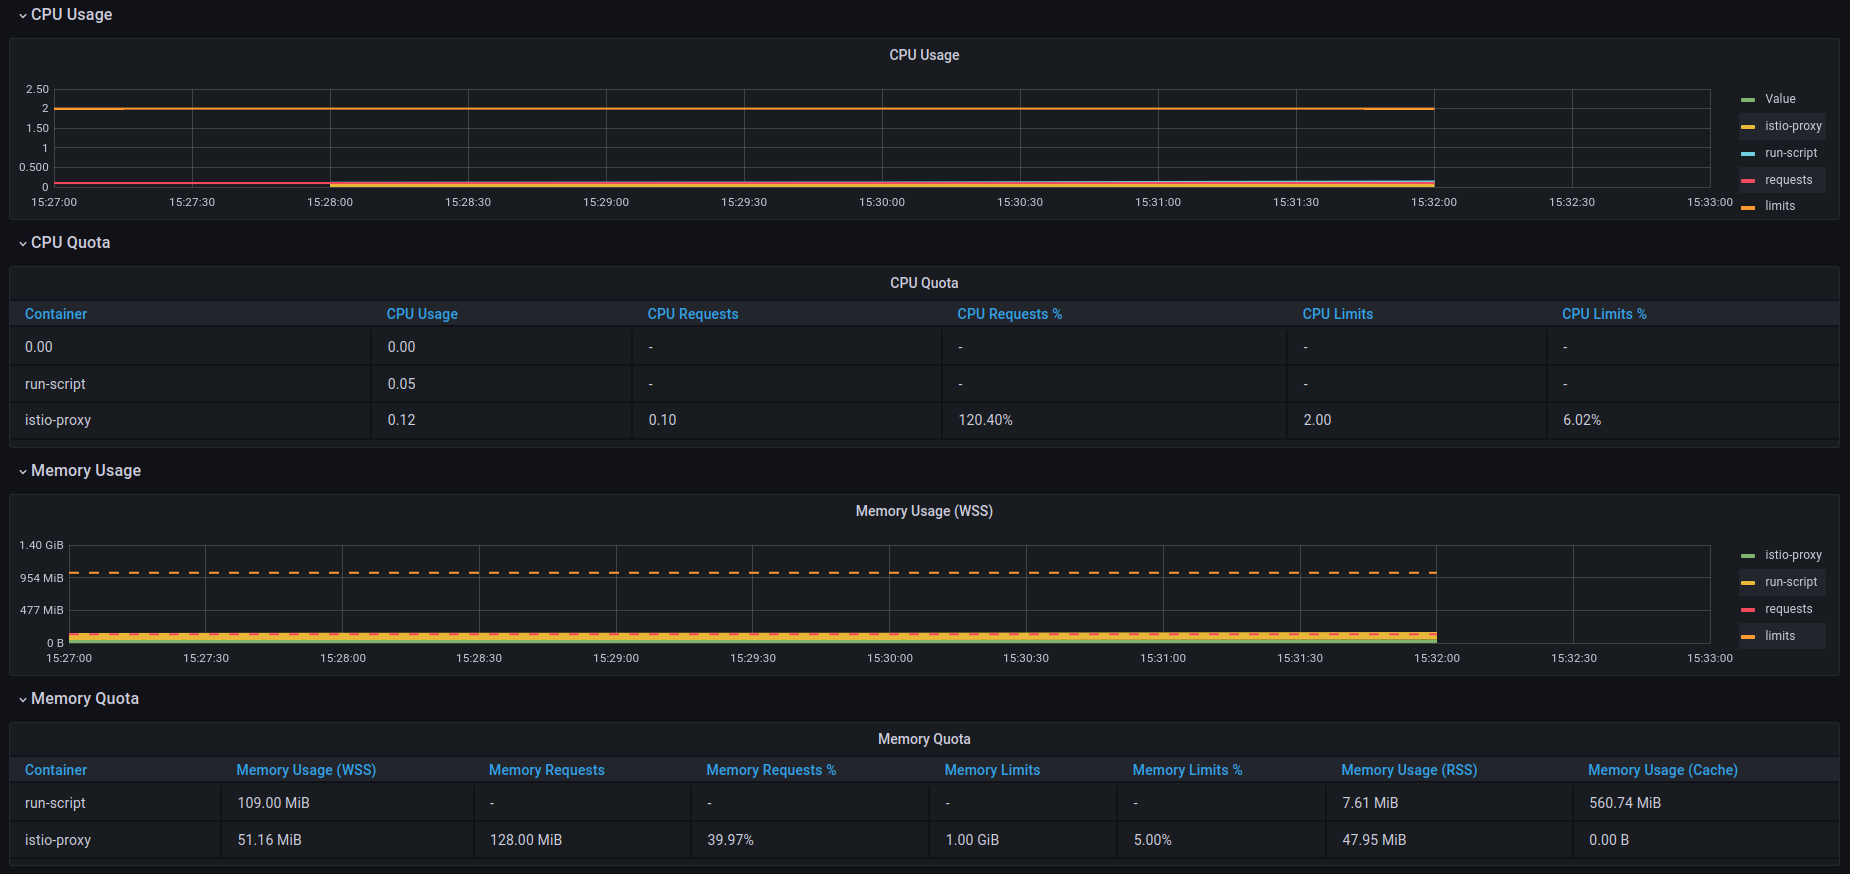 CPU Usage
CPU Usage
2.50
2
1.50
1
0.500
0
15:27:00 15:27:30 15:28:00 15:28:30 15:29:00 15:29:30 15:30:00 15:30:30 15:31:00 15:31:30 15:32:00 15:32:30 15:33:00
Value
istio-proxy
run-script
requests
limits
CPU Quota
CPU Quota
Container CPU Usage CPU Requests CPU Requests % CPU Limits CPU Limits %
0.00 0.00 - - - -
run-script 0.05 - - - -
istio-proxy 0.12 0.10 120.40% 2.00 6.02%
Memory Usage
Memory Usage (WSS)
1.40 GiB
954 MiB
477 MiB
0 B
15:27:00 15:27:30 15:28:00 15:28:30 15:29:00 15:29:30 15:30:00 15:30:30 15:31:00 15:31:30 15:32:00 15:32:30 15:33:00
istio-proxy
run-script
requests
limits
Memory Quota
Memory Quota
Container Memory Usage (WSS) Memory Requests Memory Requests % Memory Limits Memory Limits % Memory Usage (RSS) Memory Usage (Cache)
run-script 109.00 MiB - - - - 7.61 MiB 560.74 MiB
istio-proxy 51.16 MiB 128.00 MiB 39.97% 1.00 GiB 5.00% 47.95 MiB 0.00 B